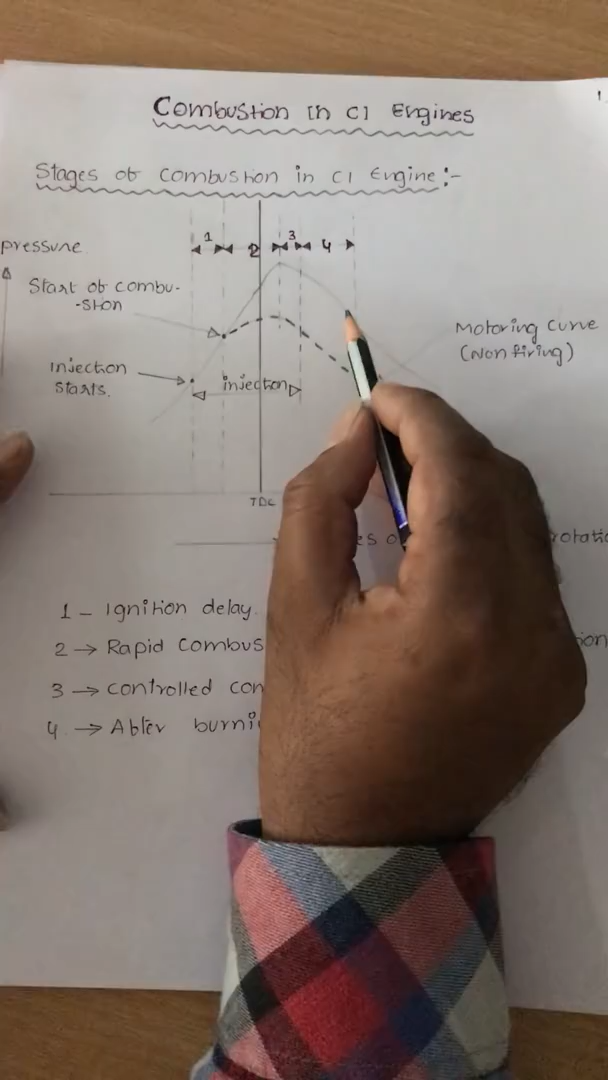 1.
Combustion In CI Engines
Stages of combustion in CI Engine:-
1 2 3 4
pressure
Start of combu-
-stion
Motoring curve
(Non firing)
Injection
starts.
injection
TDC
1 - Ignition delay.
2 → Rapid Combus
3 → controlled com
4 → After burni